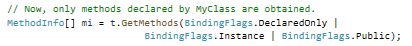 // Now, only methods declared by MyClass are obtained.
MethodInfo[] mi = t.GetMethods(BindingFlags.DeclaredOnly |
BindingFlags.Instance | BindingFlags.Public);